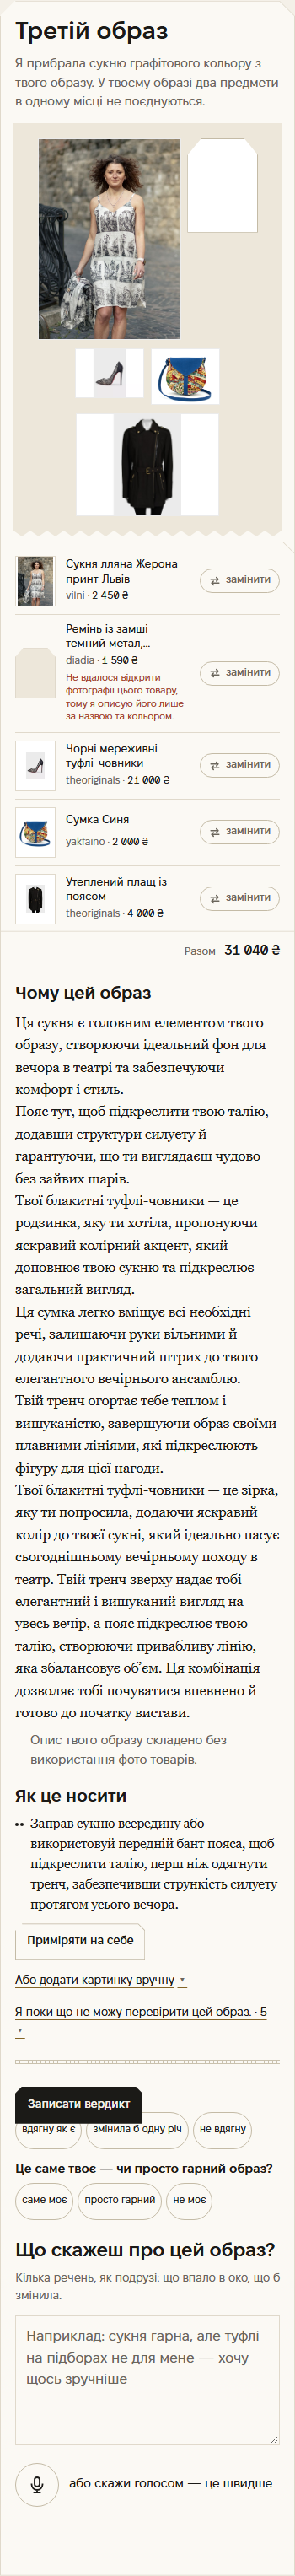 Третій образ
Я прибрала сукню графітового кольору з
твого образу. У твоєму образі два предмети
в одному місці не поєднуються.
Сукня лляна Жерона
принт Львів
vilni · 2 450 ₴
замінити
Ремінь із замші
темний метал,...
diadia · 1 590 ₴
Не вдалося відкрити
фотографії цього товару,
тому я описую його лише
за назвою та кольором.
замінити
Чорні мереживні
туфлі-човники
theoriginals · 21 000 ₴
замінити
Сумка Синя
yakfaino · 2 000 ₴
замінити
Утеплений плащ із
поясом
theoriginals · 4 000 ₴
замінити
Разом 31 040 ₴
Чому цей образ
Ця сукня є головним елементом твого
образу, створюючи ідеальний фон для
вечора в театрі та забезпечуючи
комфорт і стиль.
Пояс тут, щоб підкреслити твою талію,
додавши структури силуету й
гарантуючи, що ти виглядаєш чудово
без зайвих шарів.
Твої блакитні туфлі-човники — це
родзинка, яку ти хотіла, пропонуючи
яскравий колірний акцент, який
доповнює твою сукню та підкреслює
загальний вигляд.
Ця сумка легко вміщує всі необхідні
речі, залишаючи руки вільними й
додаючи практичний штрих до твого
елегантного вечірнього ансамблю.
Твій тренч огортає тебе теплом і
вишуканістю, завершуючи образ своїми
плавними лініями, які підкреслюють
фігуру для цієї нагоди.
Твої блакитні туфлі-човники — це зірка,
яку ти попросила, додаючи яскравий
колір до твоєї сукні, який ідеально пасує
сьогоднішньому вечірньому походу в
театр. Твій тренч зверху надає тобі
елегантний і вишуканий вигляд на
увесь вечір, а пояс підкреслює твою
талію, створюючи привабливу лінію,
яка збалансовує об’єм. Ця комбінація
дозволяє тобі почуватися впевнено й
готово до початку вистави.
Опис твого образу складено без
використання фото товарів.
Як це носити
Заправ сукню всередину або
використовуй передній бант пояса, щоб
підкреслити талію, перш ніж одягнути
тренч, забезпечивши стрункість силуету
протягом усього вечора.
Приміряти на себе
Або додати картинку вручну
Я поки що не можу перевірити цей образ. · 5
Записати вердикт
вдягну як є
змінила б одну річ
не вдягну
Це саме твоє — чи просто гарний образ?
саме моє
просто гарний
не моє
Що скажеш про цей образ?
Кілька речень, як подрузі: що впало в око, що б
змінила.
Наприклад: сукня гарна, але туфлі
на підборах не для мене — хочу
щось зручніше
або скажи голосом — це швидше